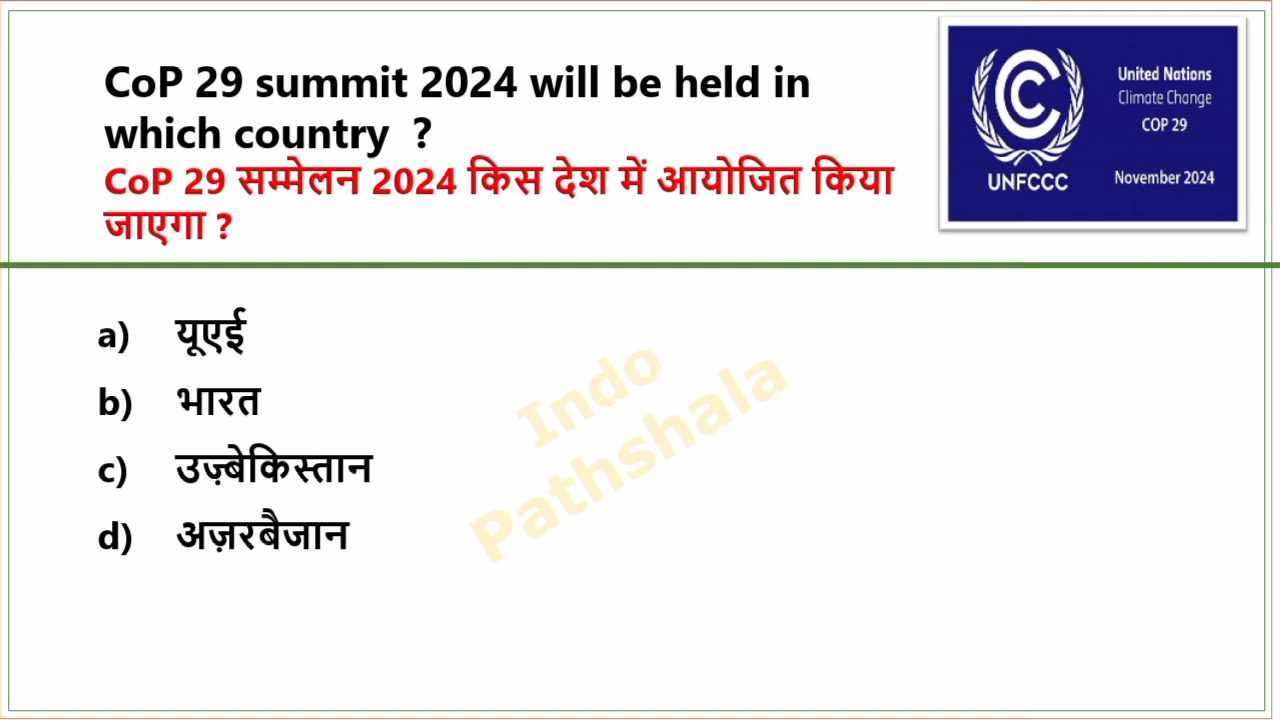 CoP 29 summit 2024 will be held in
which country ?
CoP 29 सम्मेलन 2024 किस देश में आयोजित किया
जाएगा ?
United Nations
Climate Change
COP 29
UNFCCC
November 2024
a) यूएई
b) भारत
c) उज़्बेकिस्तान
d) अज़रबैजान
Indo
Pathshala